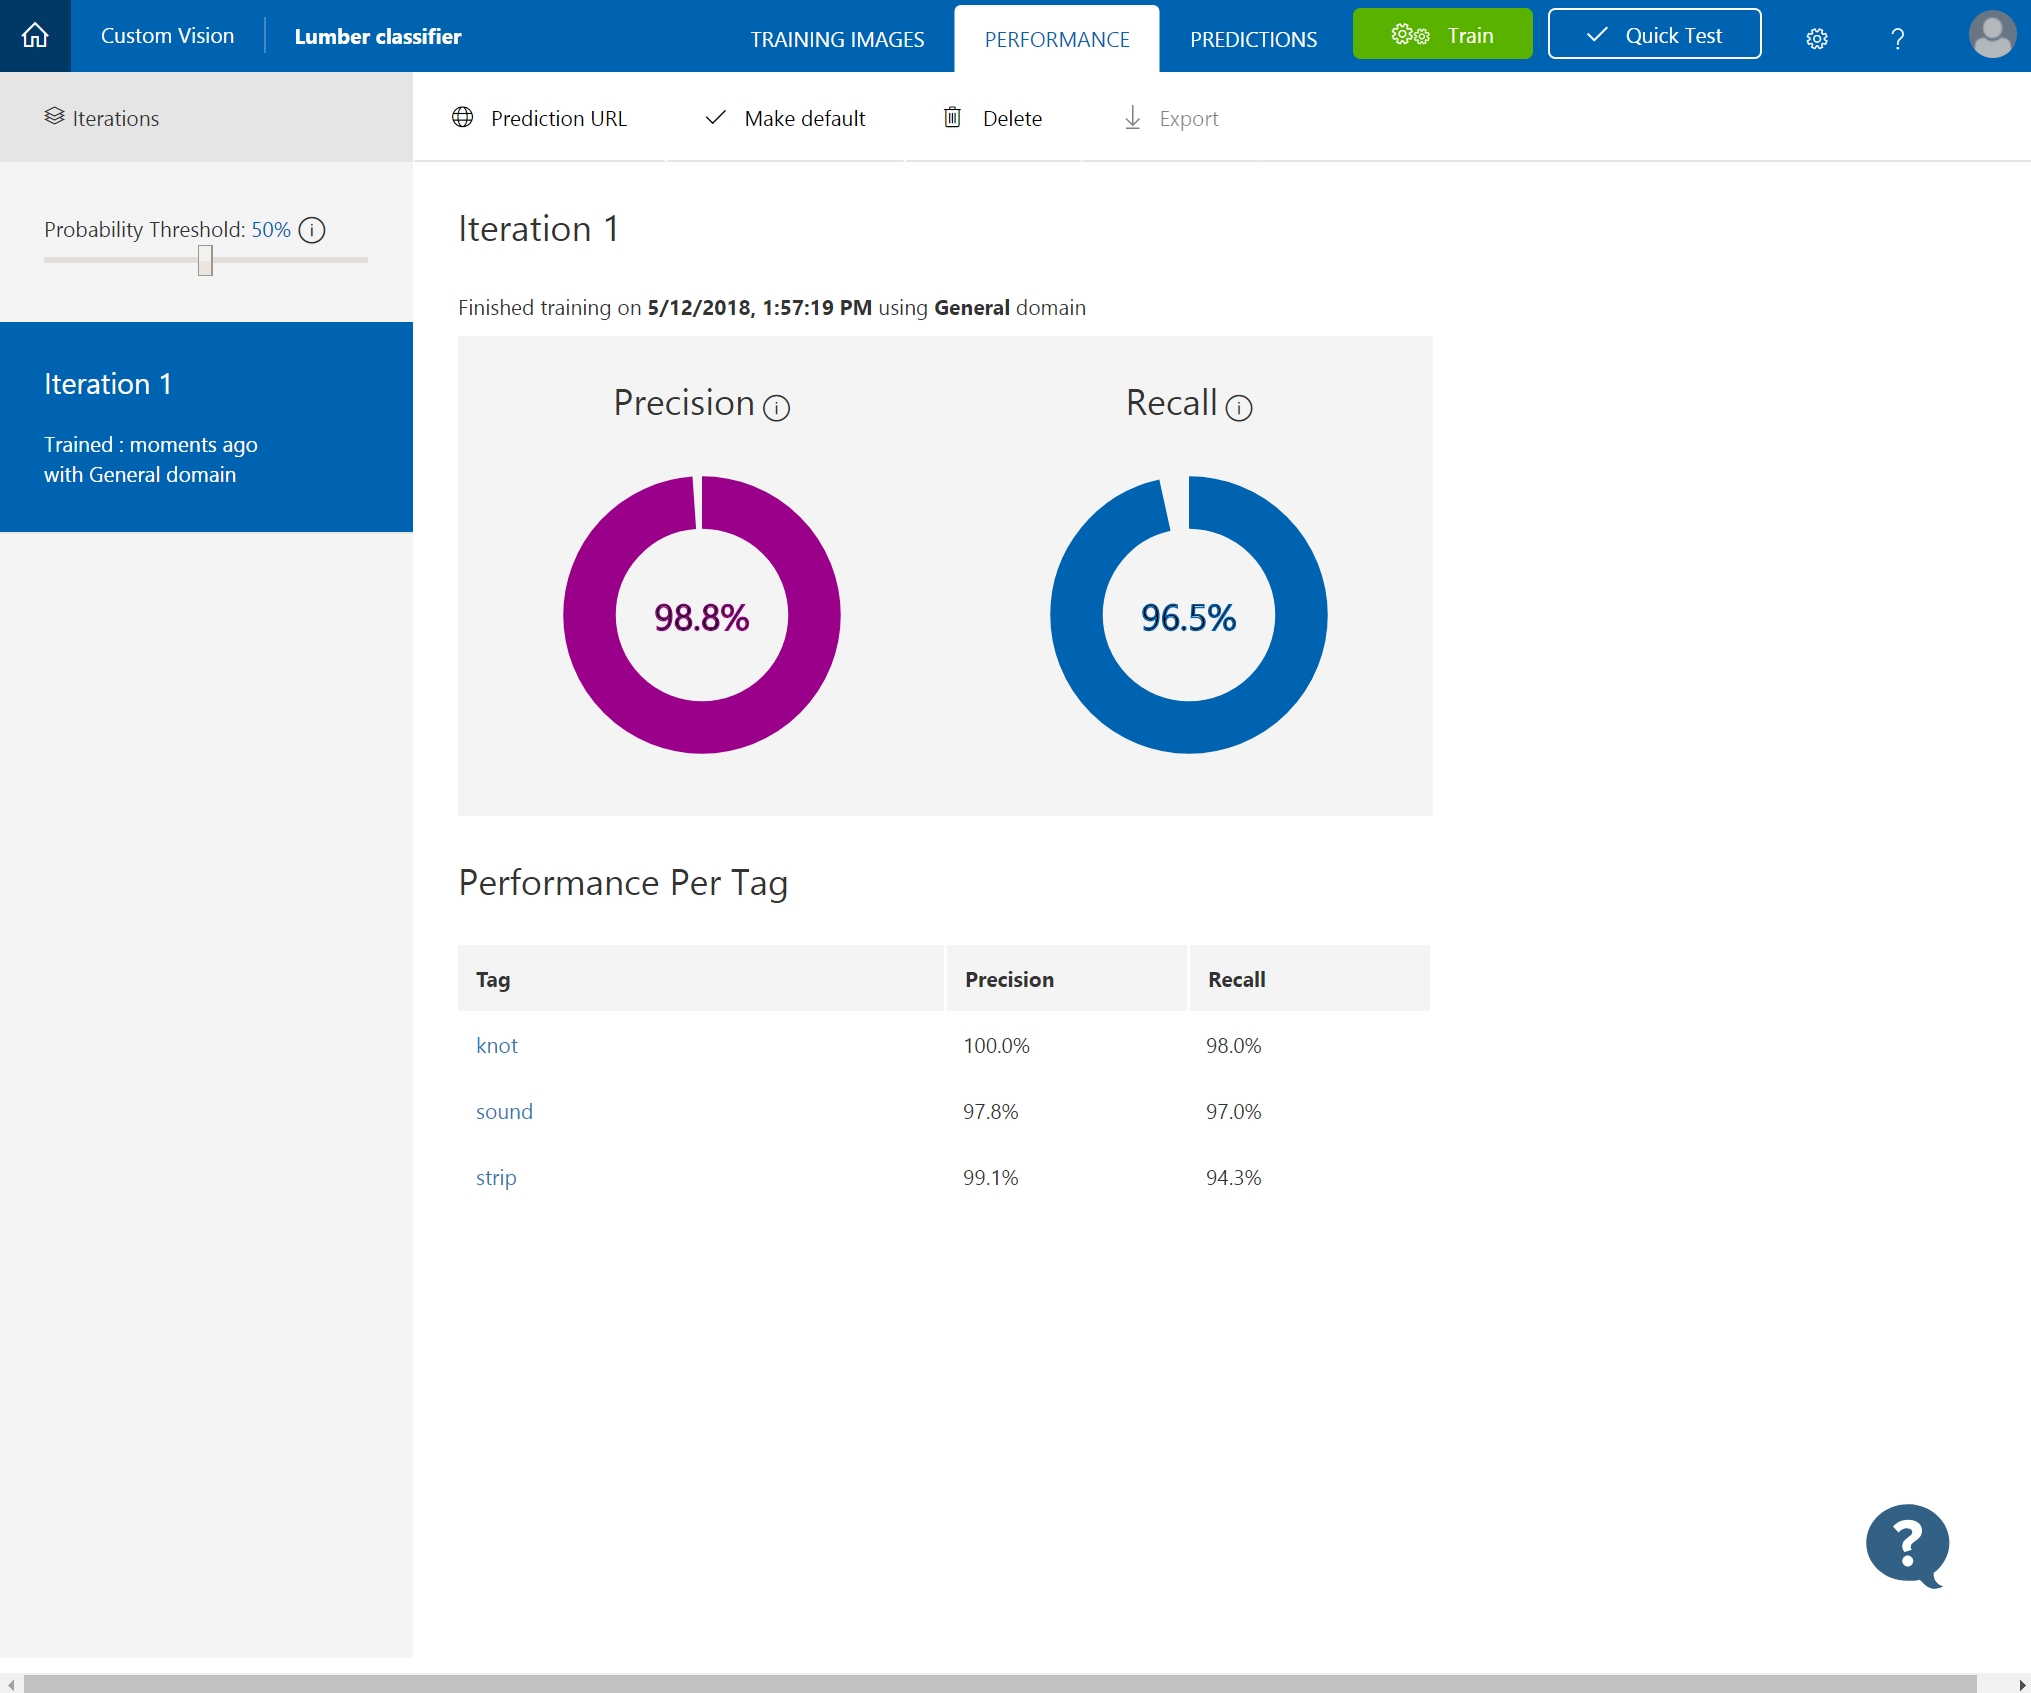 Custom Vision
Lumber classifier
TRAINING IMAGES
PERFORMANCE
PREDICTIONS
Train
Quick Test
?
Iterations
Prediction URL
Make default
Delete
Export
Probability Threshold: 50% i
Iteration 1
Trained : moments ago
with General domain
Iteration 1
Finished training on 5/12/2018, 1:57:19 PM using General domain
Precision i
Recall i
98.8%
96.5%
Performance Per Tag
Tag Precision Recall
knot 100.0% 98.0%
sound 97.8% 97.0%
strip 99.1% 94.3%
?